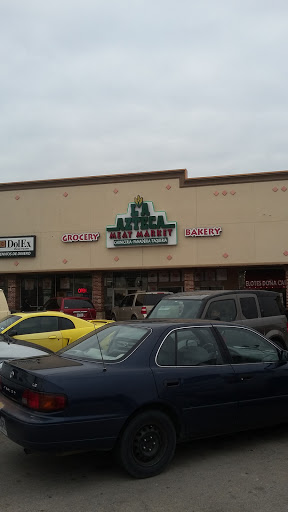 DolEx
LA
AZTECA
MEAT MARKET
CARNICERIA PANADERIA TAQUERIA
GROCERY
BAKERY
ELOTES DOÑA